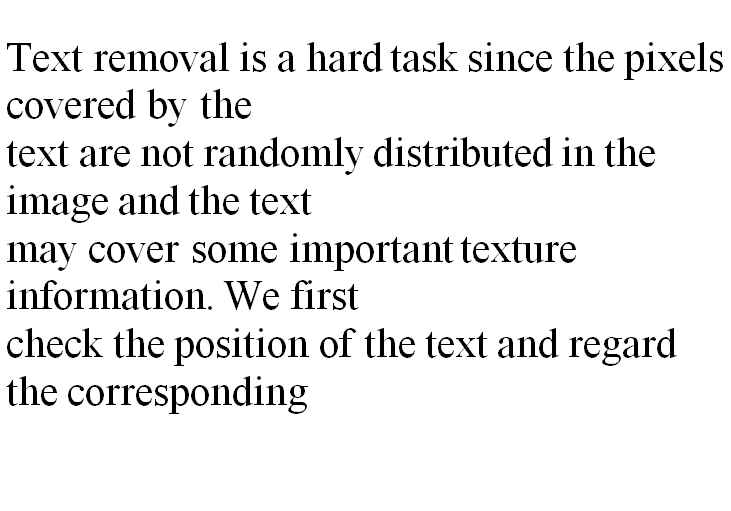 Text removal is a hard task since the pixels
covered by the
text are not randomly distributed in the
image and the text
may cover some important texture
information. We first
check the position of the text and regard
the corresponding